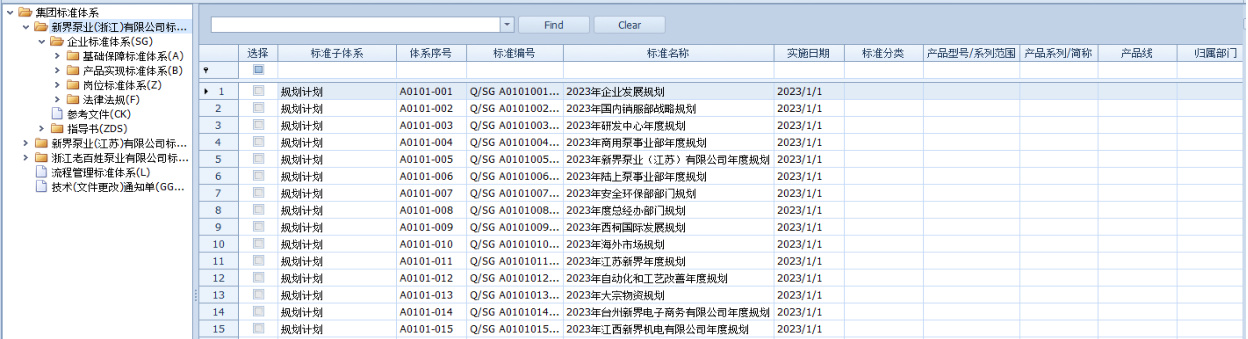 集团标准体系
新界泵业(浙江)有限公司标...
企业标准体系(SG)
基础保障标准体系(A)
产品实现标准体系(B)
岗位标准体系(Z)
法律法规(F)
参考文件(CK)
指导书(ZDS)
新界泵业(江苏)有限公司标...
浙江老百姓泵业有限公司标...
流程管理标准体系(L)
技术(文件更改)通知单(GG...
Find Clear
选择 标准子体系 体系序号 标准编号 标准名称 实施日期 标准分类 产品型号/系列范围 产品系列/简称 产品线 归属部门
1 规划计划 A0101-001 Q/SG A0101001... 2023年企业发展规划 2023/1/1
2 规划计划 A0101-002 Q/SG A0101002... 2023年国内销服部战略规划 2023/1/1
3 规划计划 A0101-003 Q/SG A0101003... 2023年研发中心年度规划 2023/1/1
4 规划计划 A0101-004 Q/SG A0101004... 2023年商用泵事业部年度规划 2023/1/1
5 规划计划 A0101-005 Q/SG A0101005... 2023年新界泵业（江苏）有限公司年度规划 2023/1/1
6 规划计划 A0101-006 Q/SG A0101006... 2023年陆上泵事业部年度规划 2023/1/1
7 规划计划 A0101-007 Q/SG A0101007... 2023年安全环保部部门规划 2023/1/1
8 规划计划 A0101-008 Q/SG A0101008... 2023年度总经办部门规划 2023/1/1
9 规划计划 A0101-009 Q/SG A0101009... 2023年西柯国际发展规划 2023/1/1
10 规划计划 A0101-010 Q/SG A0101010... 2023年海外市场规划 2023/1/1
11 规划计划 A0101-011 Q/SG A0101011... 2023年江苏新界年度规划 2023/1/1
12 规划计划 A0101-012 Q/SG A0101012... 2023年自动化和工艺改善年度规划 2023/1/1
13 规划计划 A0101-013 Q/SG A0101013... 2023年大宗物资规划 2023/1/1
14 规划计划 A0101-014 Q/SG A0101014... 2023年台州新界电子商务有限公司年度规划 2023/1/1
15 规划计划 A0101-015 Q/SG A0101015... 2023年江西新界机电有限公司年度规划 2023/1/1